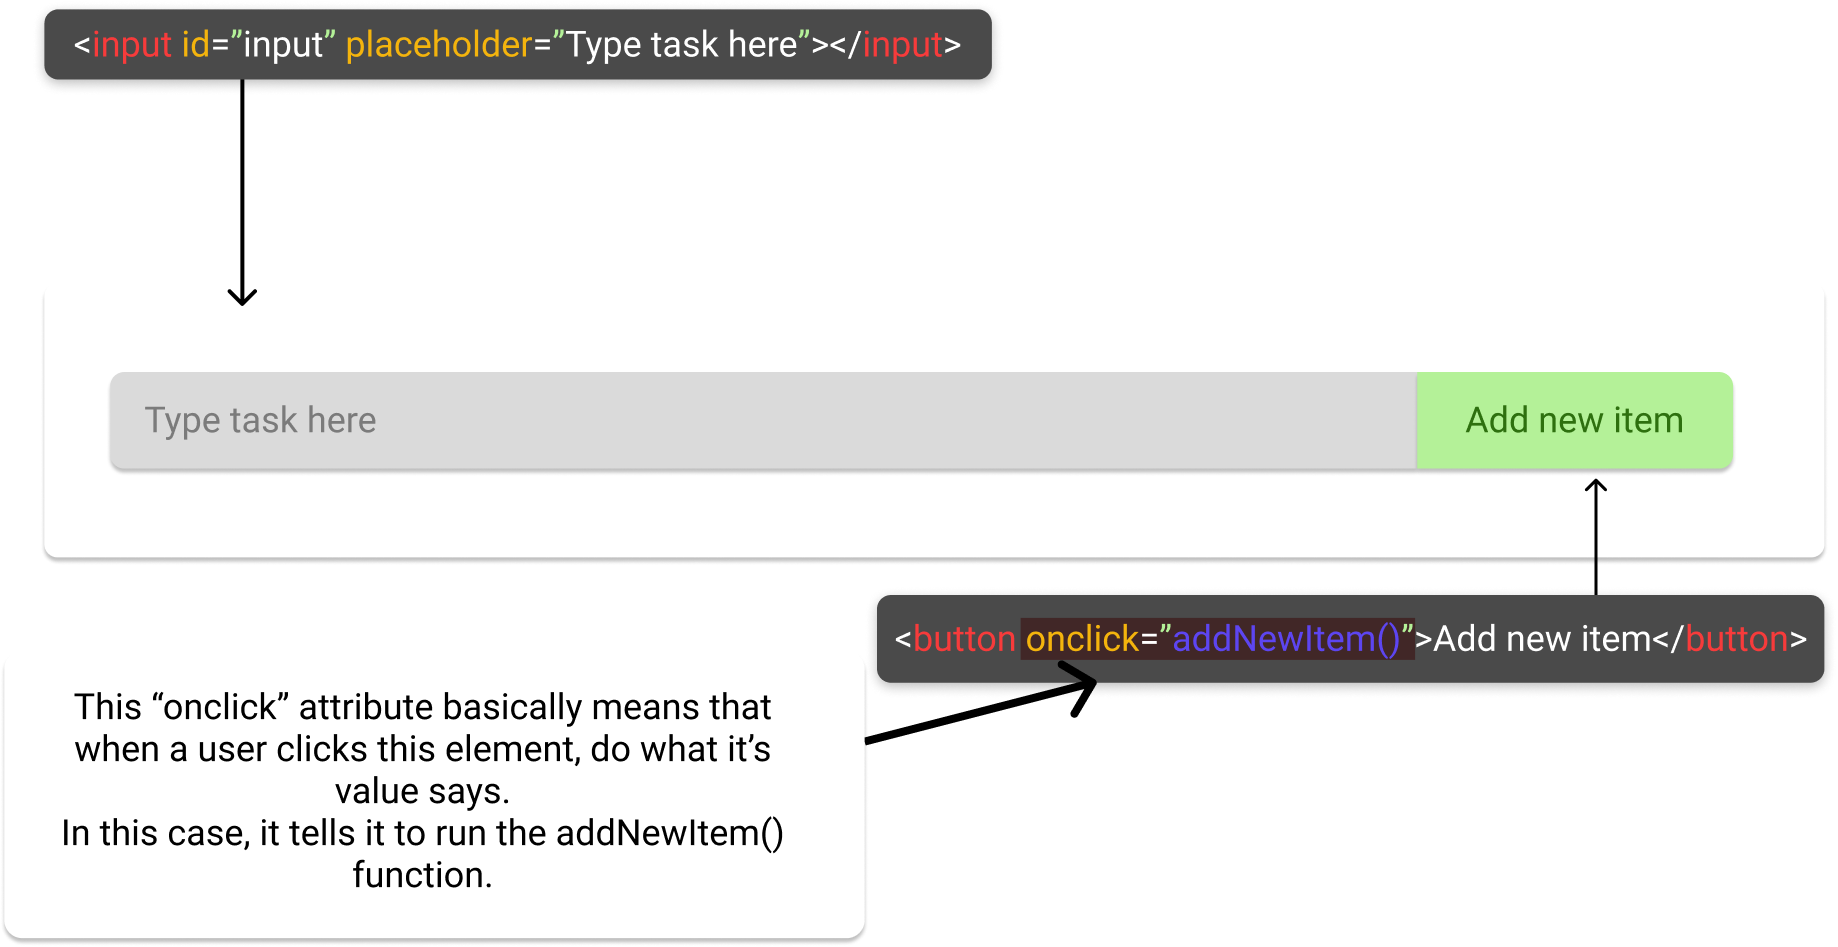 <input id=”input” placeholder=”Type task here”></input>
Type task here
Add new item
<button onclick=”addNewItem()”>Add new item</button>
This “onclick” attribute basically means that
when a user clicks this element, do what it’s
value says.
In this case, it tells it to run the addNewItem()
function.